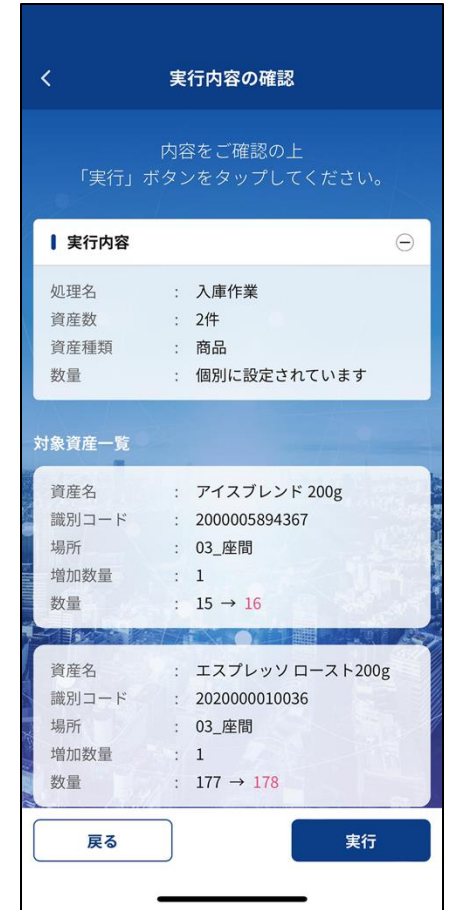 実行内容の確認
内容をご確認の上
「実行」ボタンをタップしてください。
実行内容
処理名 : 入庫作業
資産数 : 2件
資産種類 : 商品
数量 : 個別に設定されています
対象資産一覧
資産名 : アイスブレンド 200g
識別コード : 2000005894367
場所 : 03_座間
増加数量 : 1
数量 : 15 → 16
資産名 : エスプレッソ ロースト200g
識別コード : 2020000010036
場所 : 03_座間
増加数量 : 1
数量 : 177 → 178
戻る 実行